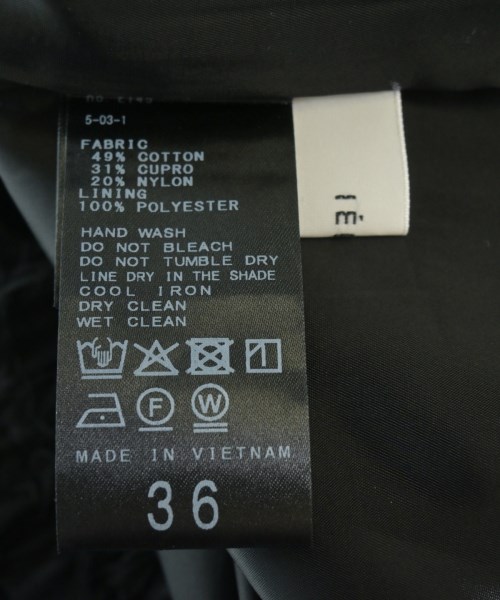 5-03-1
FABRIC
49% COTTON
31% CUPRO
20% NYLON
LINING
100% POLYESTER
HAND WASH
DO NOT BLEACH
DO NOT TUMBLE DRY
LINE DRY IN THE SHADE
COOL IRON
DRY CLEAN
WET CLEAN
F
W
MADE IN VIETNAM
36